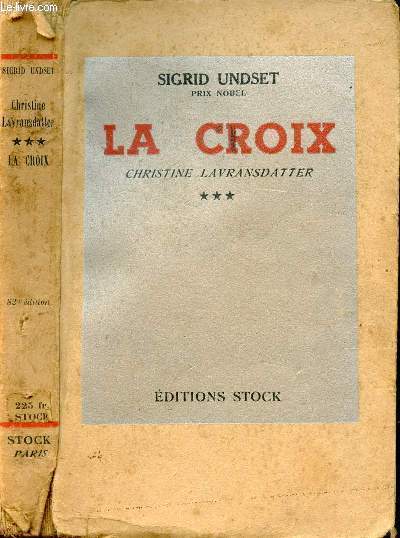 Le-livre.com
SIGRID UNDSET
Christine
Lavransdatter
★★★
LA CROIX
82e édition
225 fr.
STOCK
STOCK
PARIS
SIGRID UNDSET
PRIX NOBEL
LA CROIX
CHRISTINE LAVRANSDATTER
★★★
ÉDITIONS STOCK